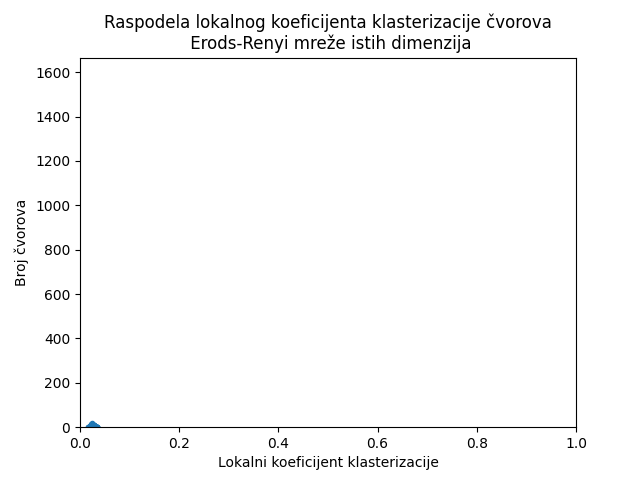 Raspodela lokalnog koeficijenta klasterizacije čvorova
Erods-Renyi mreže istih dimenzija
1600
1400
1200
1000
800
600
400
200
0
0.0 0.2 0.4 0.6 0.8 1.0
Broj čvorova
Lokalni koeficijent klasterizacije